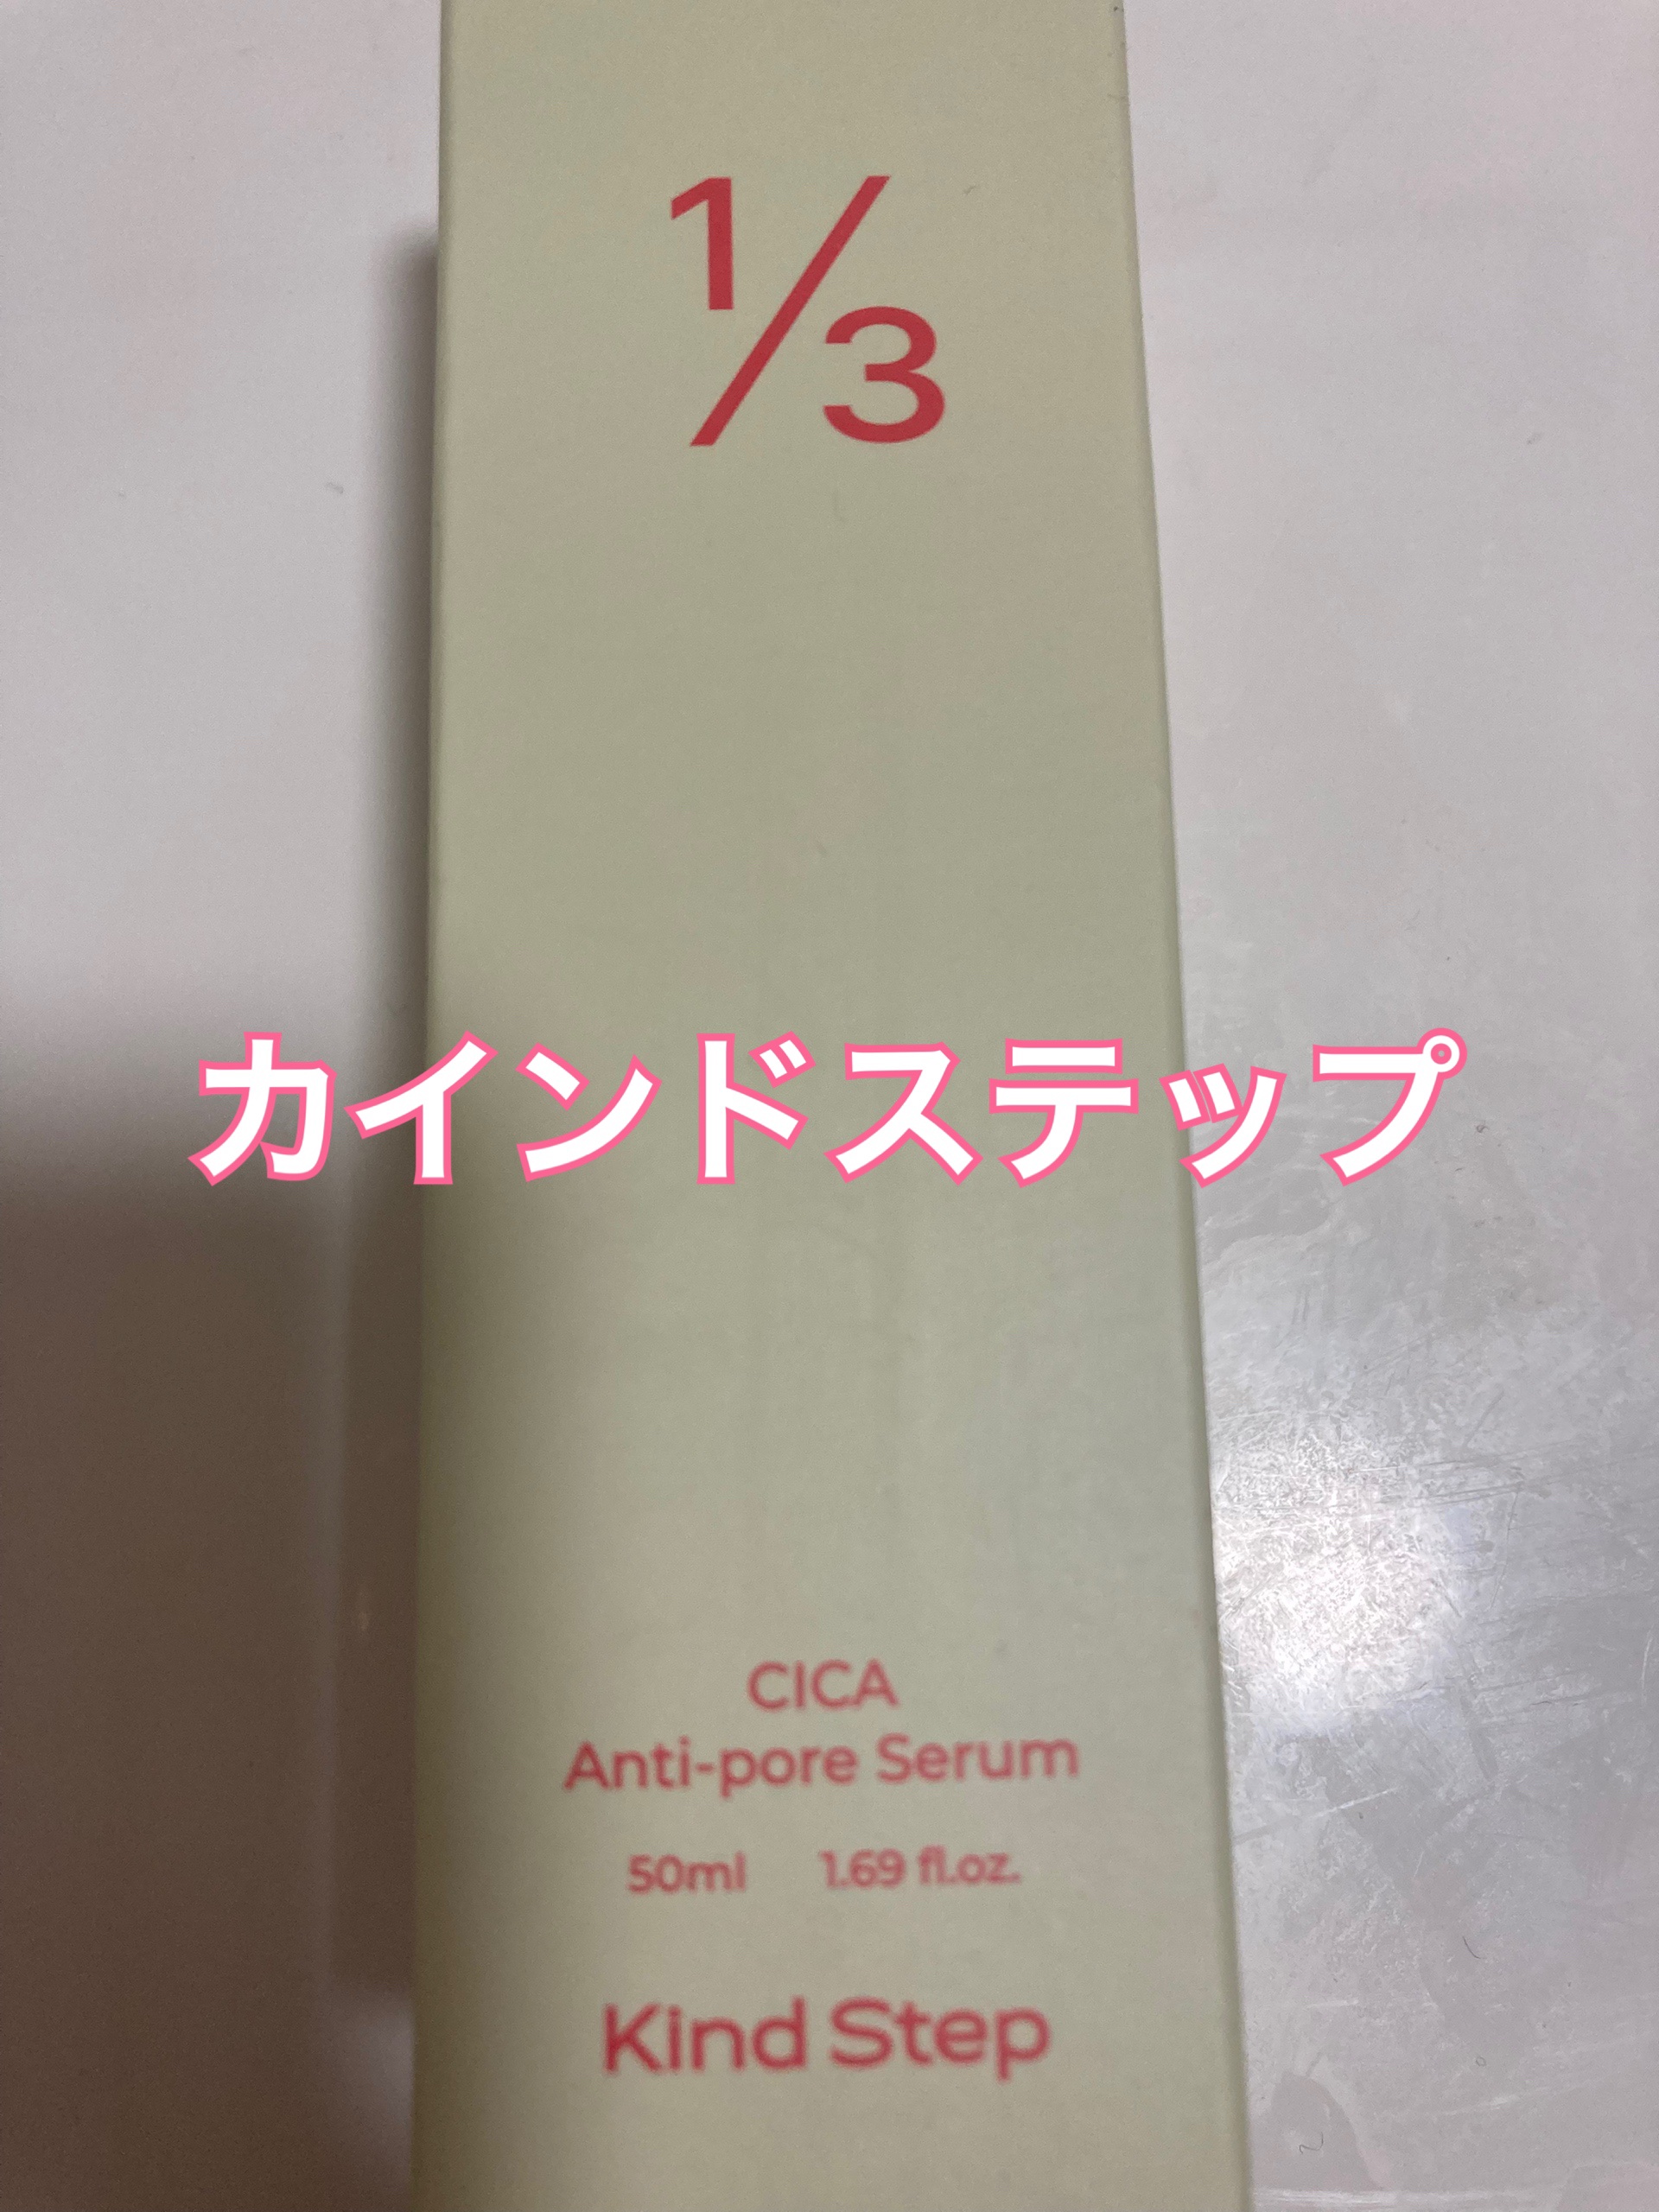 1/3
カインドステップ
CICA
Anti-pore Serum
50ml 1.69 fl.oz.
Kind Step